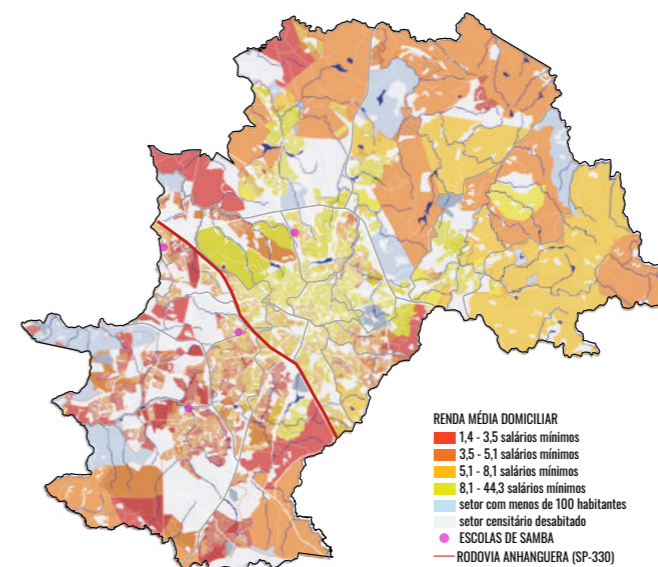 RENDA MÉDIA DOMICILIAR
1,4 - 3,5 salários mínimos
3,5 - 5,1 salários mínimos
5,1 - 8,1 salários mínimos
8,1 - 44,3 salários mínimos
setor com menos de 100 habitantes
setor censitário desabitado
ESCOLAS DE SAMBA
RODOVIA ANHANGUERA (SP-330)